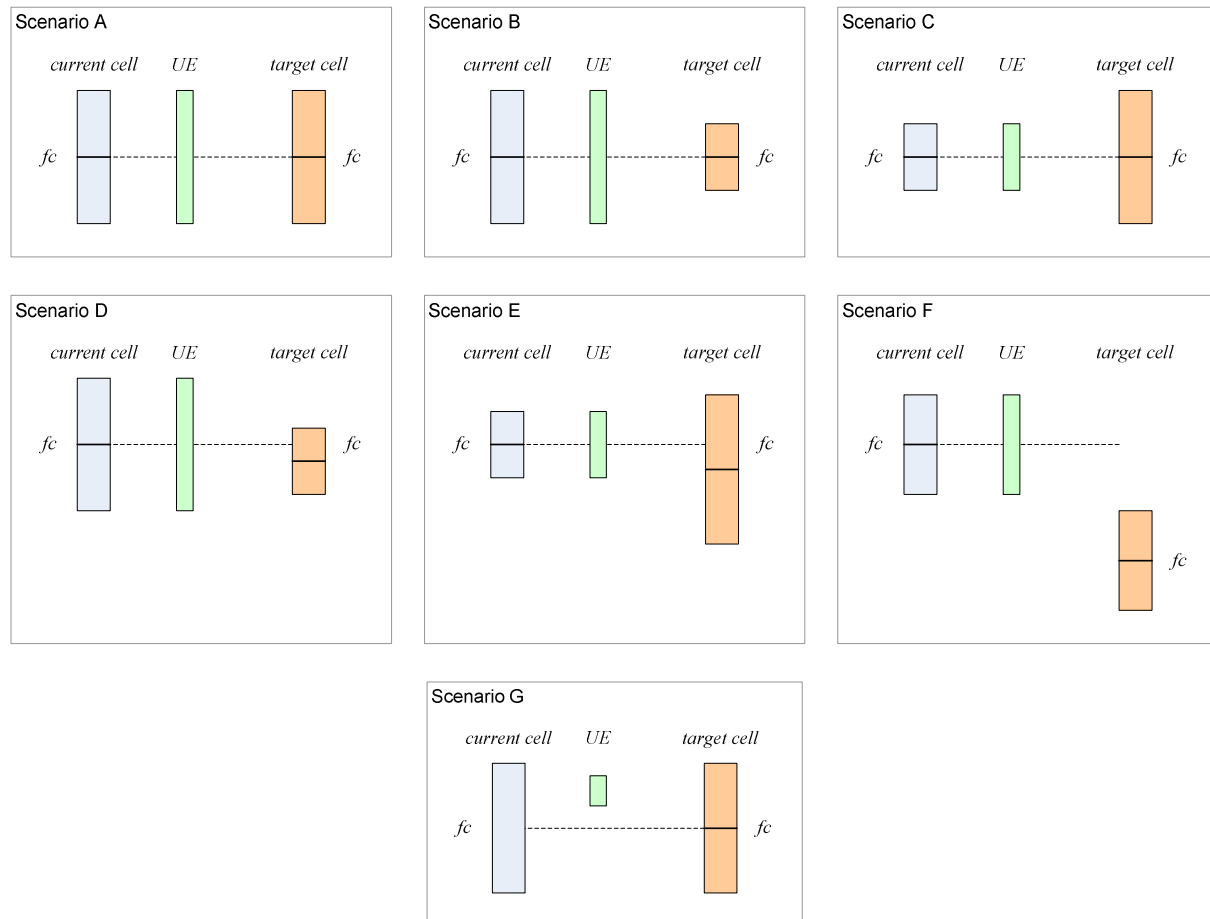 Scenario A
current cell UE target cell
fc fc
Scenario B
current cell UE target cell
fc fc
Scenario C
current cell UE target cell
fc fc
Scenario D
current cell UE target cell
fc fc
Scenario E
current cell UE target cell
fc fc
Scenario F
current cell UE target cell
fc
fc
Scenario G
current cell UE target cell
fc fc